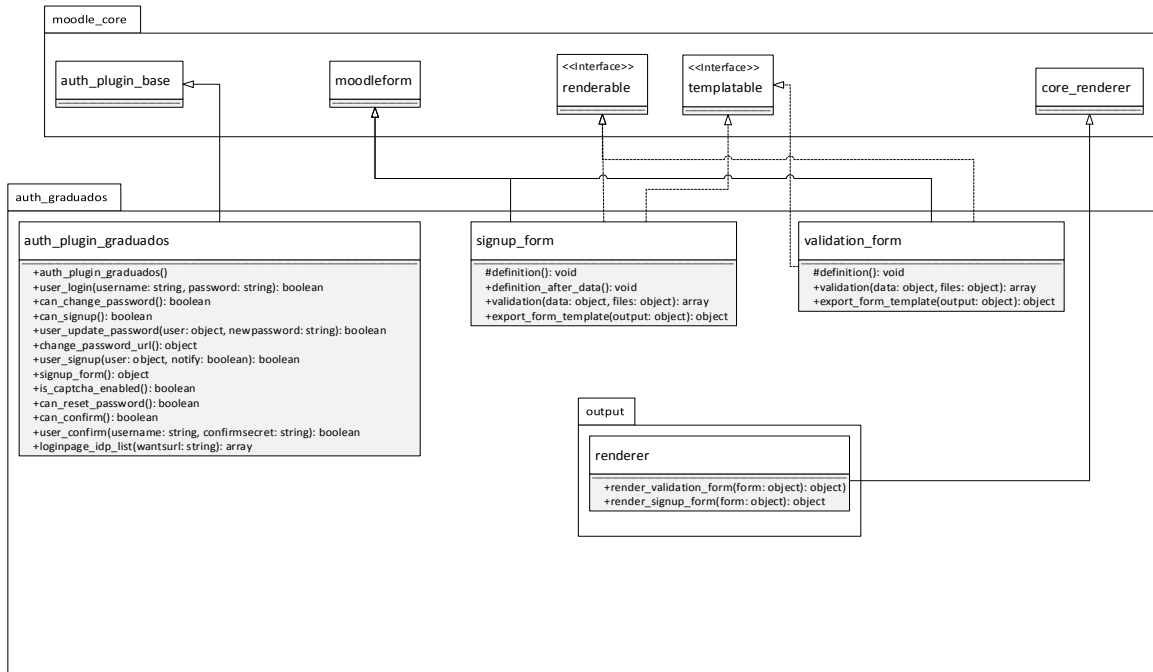 moodle_core
auth_plugin_base
moodleform
<<Interface>>
renderable
<<Interface>>
templatable
core_renderer
auth_graduados
auth_plugin_graduados
+auth_plugin_graduados()
+user_login(username: string, password: string): boolean
+can_change_password(): boolean
+can_signup(): boolean
+user_update_password(user: object, newpassword: string): boolean
+change_password_url(): object
+user_signup(user: object, notify: boolean): boolean
+signup_form(): object
+is_captcha_enabled(): boolean
+can_reset_password(): boolean
+can_confirm(): boolean
+user_confirm(username: string, confirmsecret: string): boolean
+loginpage_idp_list(wantsurl: string): array
signup_form
#definition(): void
+definition_after_data(): void
+validation(data: object, files: object): array
+export_form_template(output: object): object
validation_form
#definition(): void
+validation(data: object, files: object): array
+export_form_template(output: object): object
output
renderer
+render_validation_form(form: object): object)
+render_signup_form(form: object): object